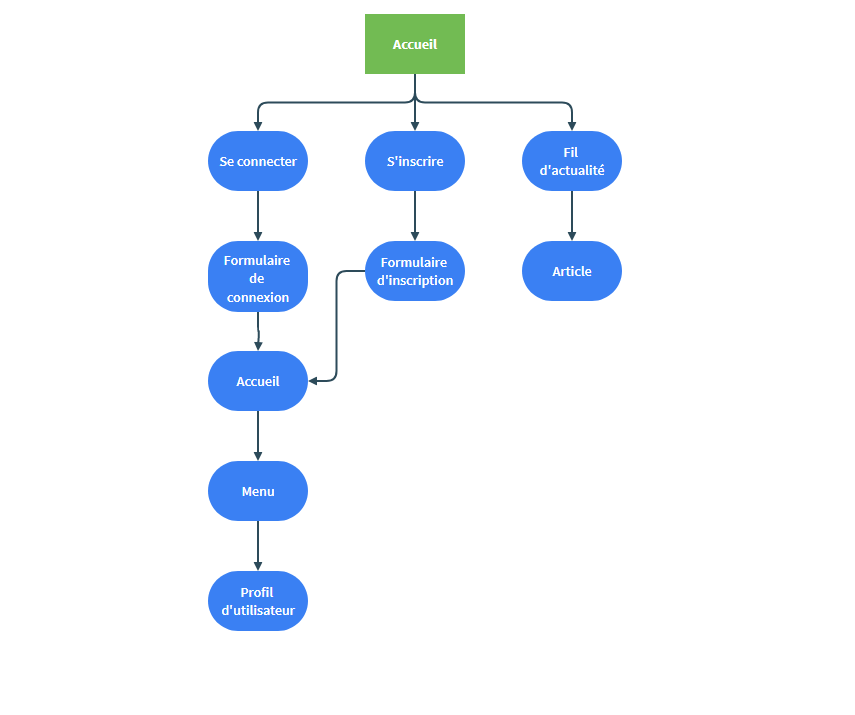 Accueil
Se connecter
S'inscrire
Fil
d'actualité
Formulaire
de
connexion
Formulaire
d'inscription
Article
Accueil
Menu
Profil
d'utilisateur